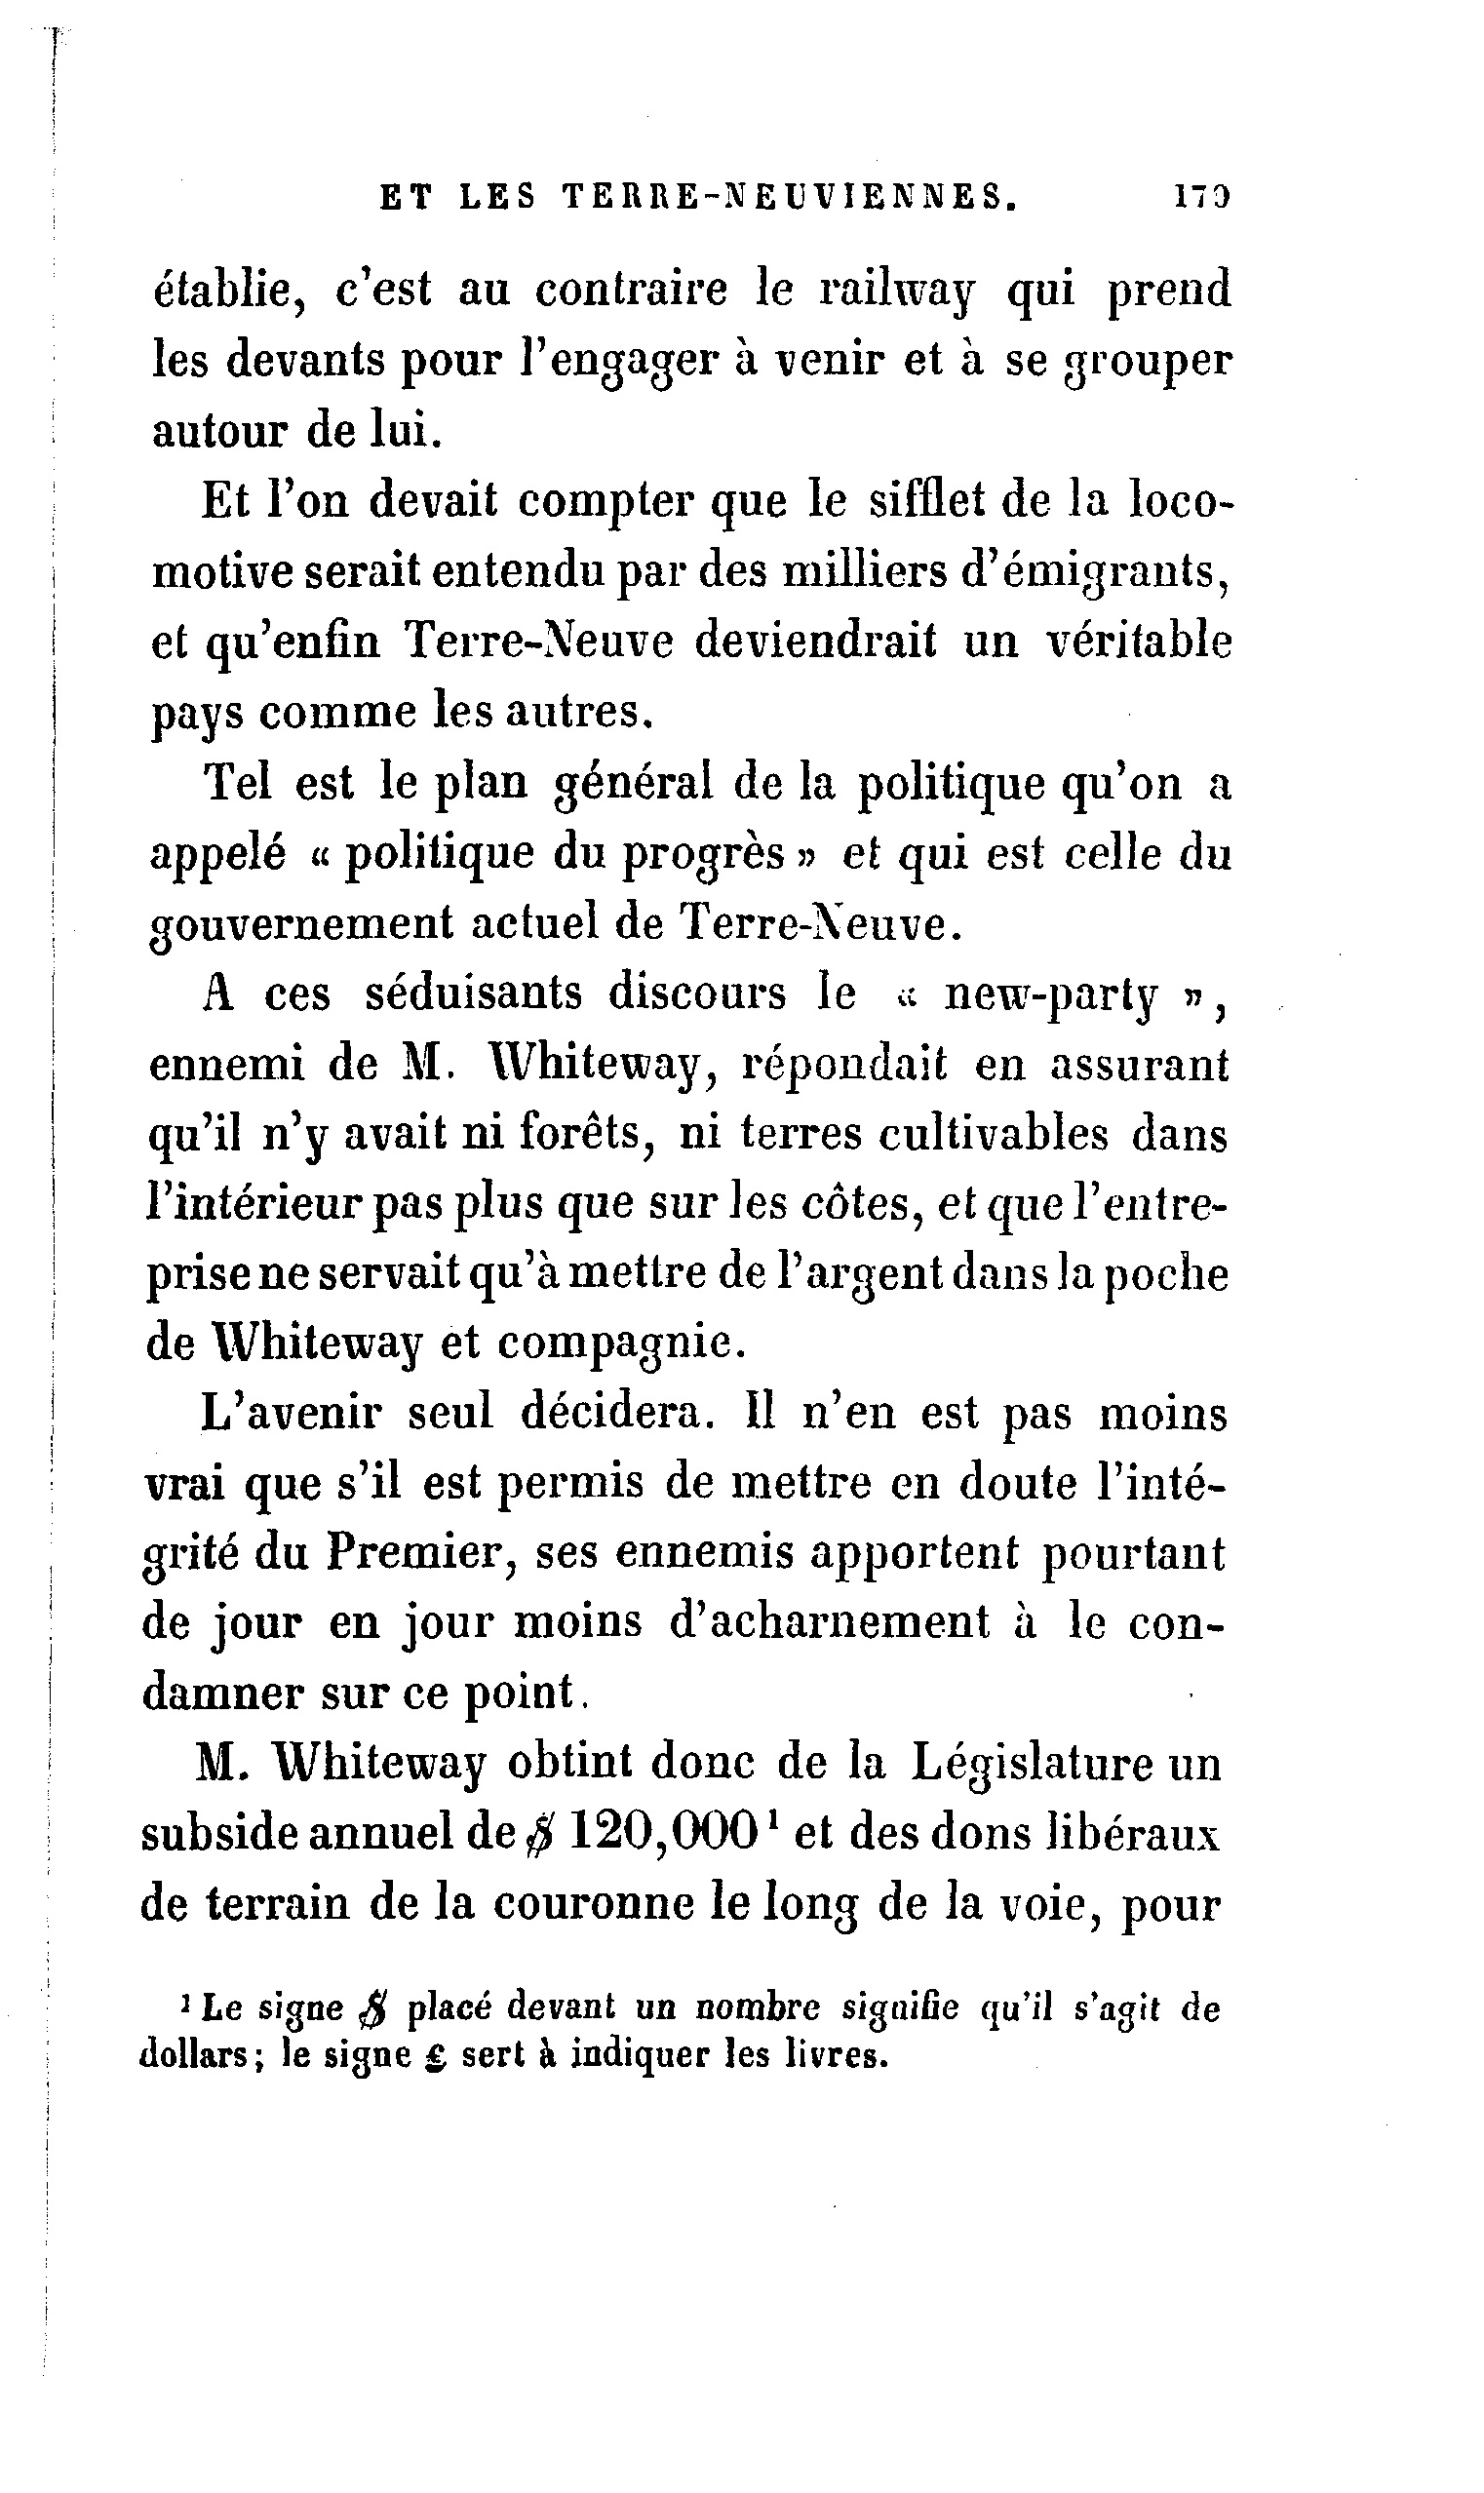 ET LES TERRE-NEUVIENNES. 179
établie, c'est au contraire le railway qui prend
les devants pour l'engager à venir et à se grouper
autour de lui.
Et l'on devait compter que le sifflet de la loco-
motive serait entendu par des milliers d'émigrants,
et qu'enfin Terre-Neuve deviendrait un véritable
pays comme les autres.
Tel est le plan général de la politique qu'on a
appelé « politique du progrès » et qui est celle du
gouvernement actuel de Terre-Neuve.
A ces séduisants discours le « new-party »,
ennemi de M. Whiteway, répondait en assurant
qu'il n'y avait ni forêts, ni terres cultivables dans
l'intérieur pas plus que sur les côtes, et que l'entre-
prise ne servait qu'à mettre de l'argent dans la poche
de Whiteway et compagnie.
L'avenir seul décidera. Il n'en est pas moins
vrai que s'il est permis de mettre en doute l'inté-
grité du Premier, ses ennemis apportent pourtant
de jour en jour moins d'acharnement à le con-
damner sur ce point.
M. Whiteway obtint donc de la Législature un
subside annuel de $ 120,000¹ et des dons libéraux
de terrain de la couronne le long de la voie, pour
¹ Le signe $ placé devant un nombre signifie qu'il s'agit de
dollars; le signe £ sert à indiquer les livres.